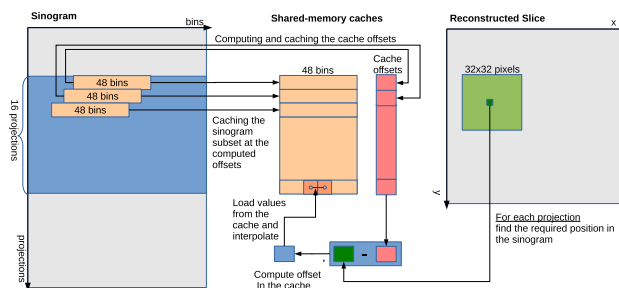 Sinogram
bins
Shared-memory caches
Reconstructed Slice
x
Computing and caching the cache offsets
Cache
offsets
48 bins
32x32 pixels
48 bins
48 bins
48 bins
16 projections
Caching the
sinogram
subset at the
computed
offsets
y
Load values
from the
cache and
interpolate
For each projection
find the required position in
the sinogram
projections
-
Compute offset
In the cache